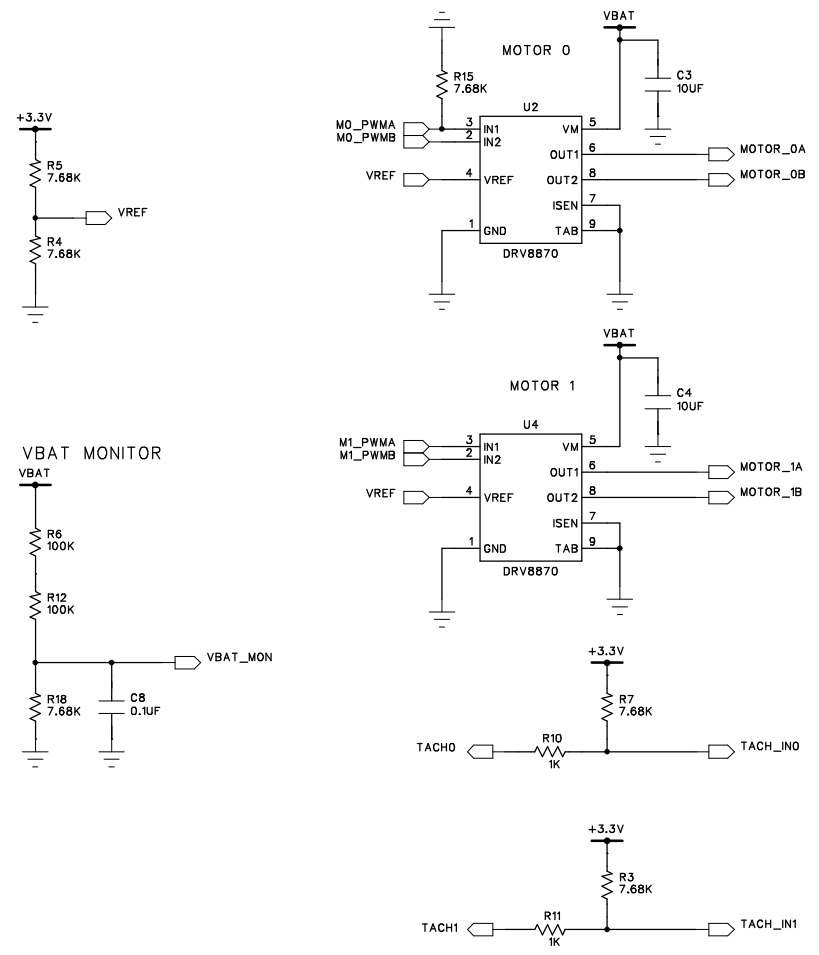 +3.3V
R5
7.68K
VREF
R4
7.68K
VBAT
MOTOR 0
C3
10UF
R15
7.68K
U2
M0_PWMA
M0_PWMB
3 IN1
2 IN2
VM 5
OUT1 6
MOTOR_0A
VREF
4 VREF
OUT2 8
MOTOR_0B
ISEN 7
1 GND
TAB 9
DRV8870
VBAT
MOTOR 1
C4
10UF
U4
M1_PWMA
M1_PWMB
3 IN1
2 IN2
VM 5
OUT1 6
MOTOR_1A
VREF
4 VREF
OUT2 8
MOTOR_1B
ISEN 7
1 GND
TAB 9
DRV8870
VBAT MONITOR
VBAT
R6
100K
R12
100K
VBAT_MON
R18
7.68K
C8
0.1UF
+3.3V
R7
7.68K
TACH0
R10
1K
TACH_IN0
+3.3V
R3
7.68K
TACH1
R11
1K
TACH_IN1